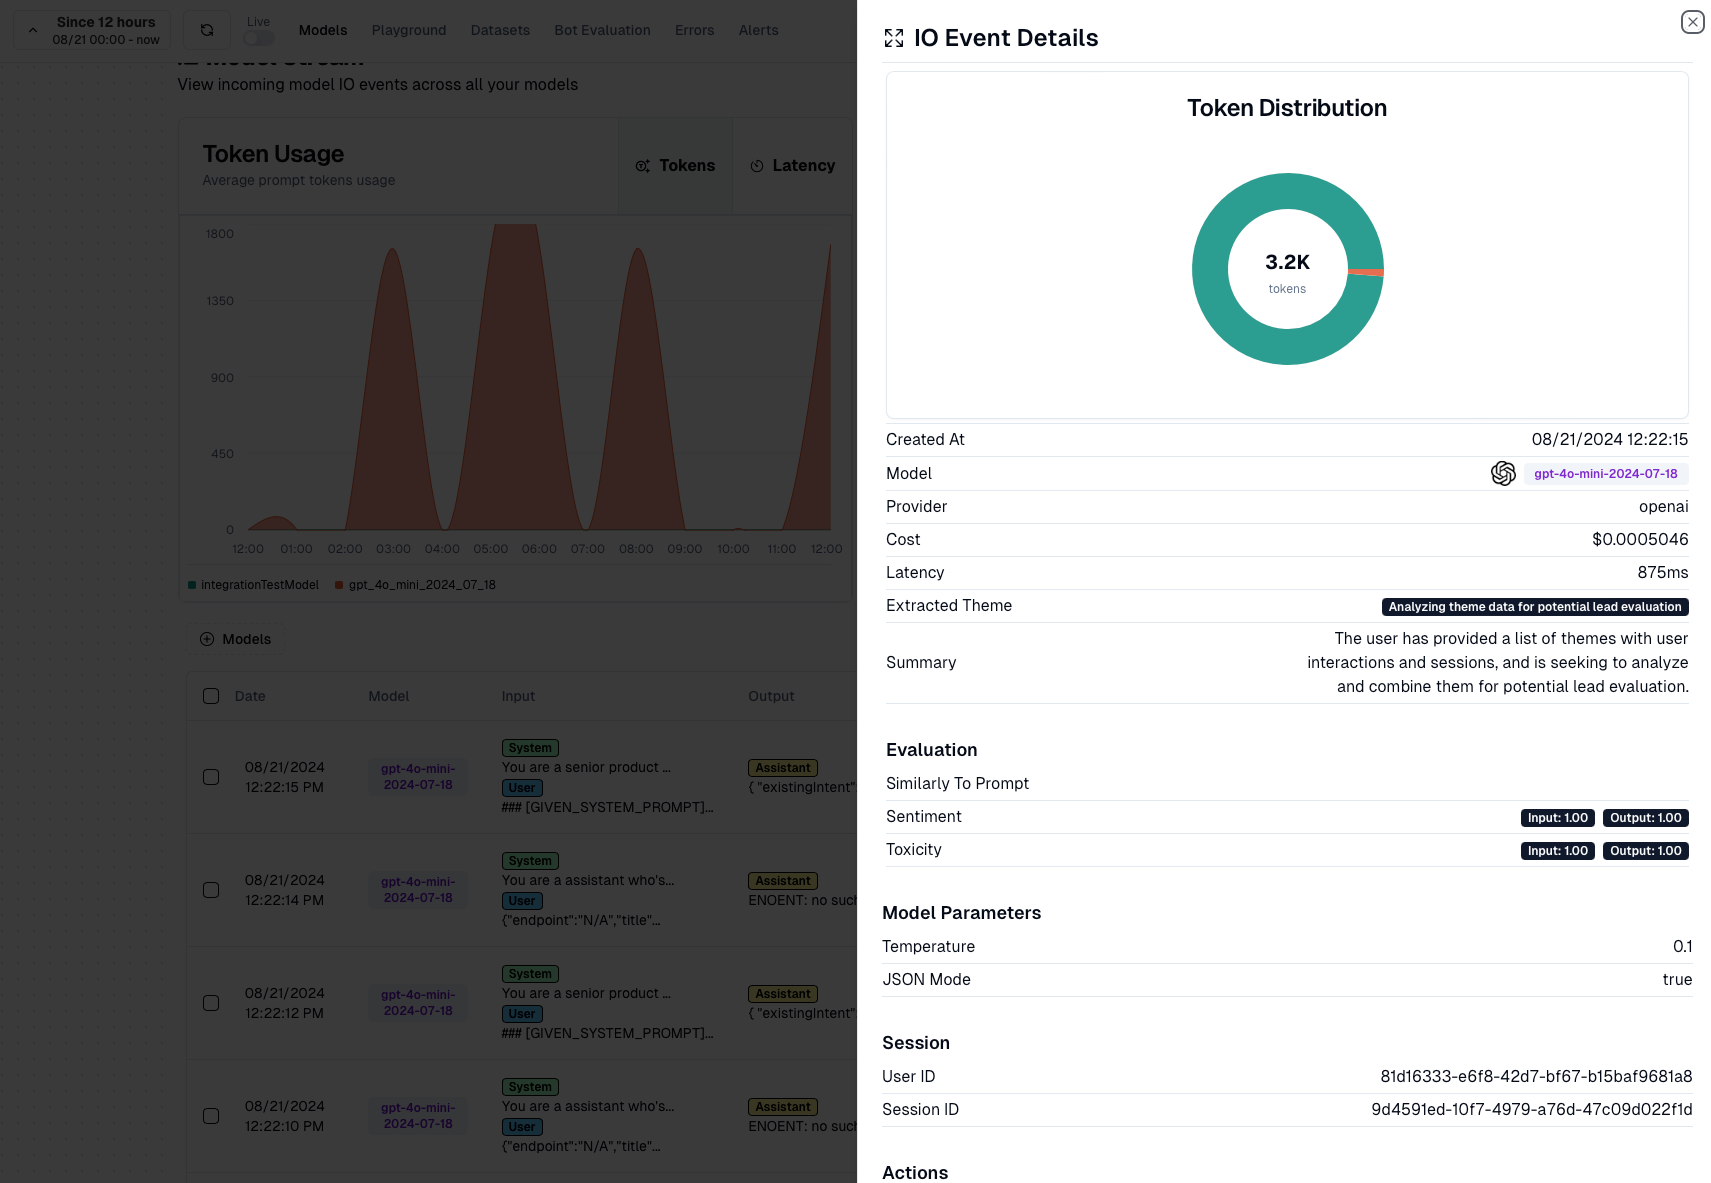 Since 12 hours
08/21 00:00 - now
Live
Models
Playground
Datasets
Bot Evaluation
Errors
Alerts
View incoming model IO events across all your models
Token Usage
Average prompt tokens usage
Tokens
Latency
1800
1350
900
450
0
12:00 01:00 02:00 03:00 04:00 05:00 06:00 07:00 08:00 09:00 10:00 11:00 12:00
integrationTestModel
gpt_4o_mini_2024_07_18
Models
Date
Model
Input
Output
08/21/2024
12:22:15 PM
gpt-4o-mini-
2024-07-18
System
You are a senior product ...
User
### [GIVEN_SYSTEM_PROMPT]...
Assistant
{ "existingIntent"
08/21/2024
12:22:14 PM
gpt-4o-mini-
2024-07-18
System
You are a assistant who's...
User
{"endpoint":"N/A","title"...
Assistant
ENOENT: no suc
08/21/2024
12:22:12 PM
gpt-4o-mini-
2024-07-18
System
You are a senior product ...
User
### [GIVEN_SYSTEM_PROMPT]...
Assistant
{ "existingIntent"
08/21/2024
12:22:10 PM
gpt-4o-mini-
2024-07-18
System
You are a assistant who's...
User
{"endpoint":"N/A","title"...
Assistant
ENOENT: no suc
IO Event Details
Token Distribution
3.2K
tokens
Created At
08/21/2024 12:22:15
Model
gpt-4o-mini-2024-07-18
Provider
openai
Cost
$0.0005046
Latency
875ms
Extracted Theme
Analyzing theme data for potential lead evaluation
Summary
The user has provided a list of themes with user
interactions and sessions, and is seeking to analyze
and combine them for potential lead evaluation.
Evaluation
Similarly To Prompt
Sentiment
Input: 1.00
Output: 1.00
Toxicity
Input: 1.00
Output: 1.00
Model Parameters
Temperature
0.1
JSON Mode
true
Session
User ID
81d16333-e6f8-42d7-bf67-b15baf9681a8
Session ID
9d4591ed-10f7-4979-a76d-47c09d022f1d
Actions